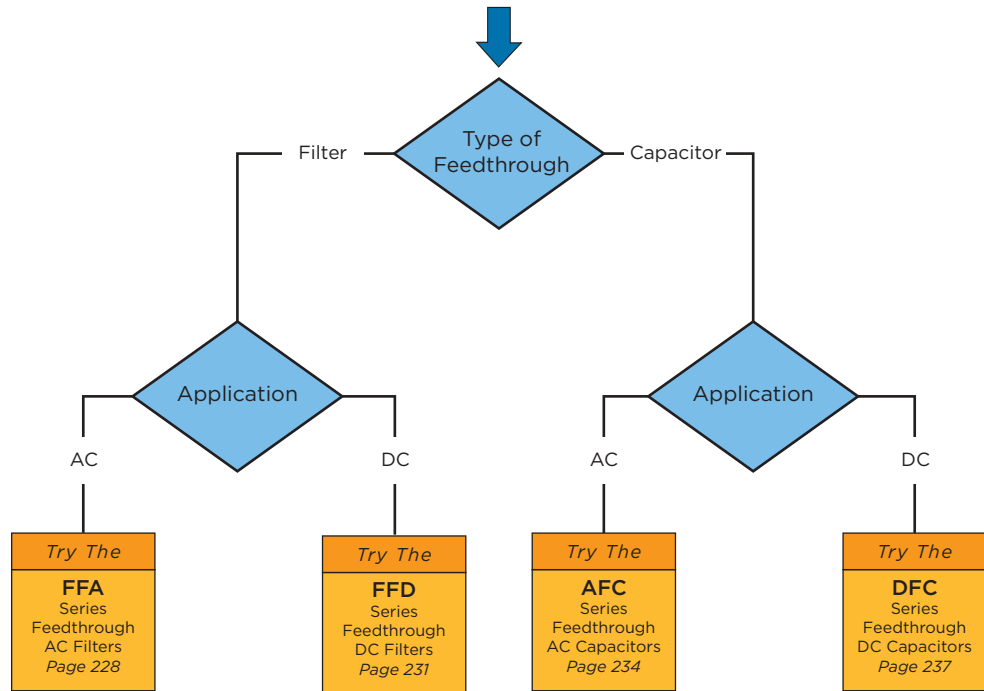 Type of
Feedthrough
Filter
Capacitor
Application
Application
AC
DC
AC
DC
Try The
FFA
Series
Feedthrough
AC Filters
Page 228
Try The
FFD
Series
Feedthrough
DC Filters
Page 231
Try The
AFC
Series
Feedthrough
AC Capacitors
Page 234
Try The
DFC
Series
Feedthrough
DC Capacitors
Page 237